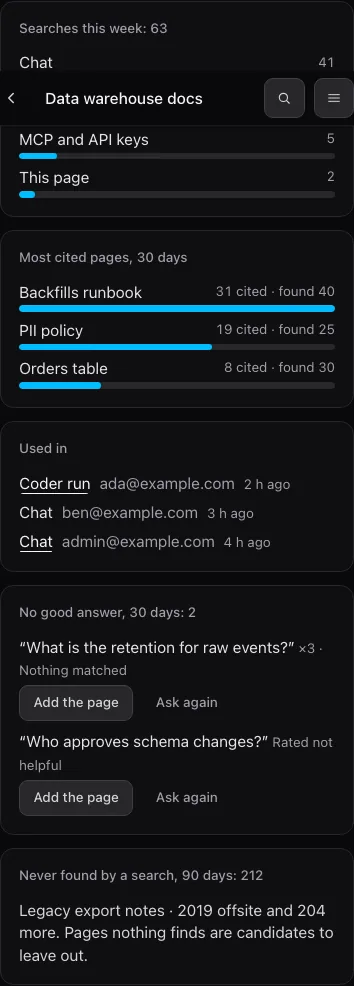 Searches this week: 63
Chat 41
Data warehouse docs
MCP and API keys 5
This page 2
Most cited pages, 30 days
Backfills runbook 31 cited · found 40
PII policy 19 cited · found 25
Orders table 8 cited · found 30
Used in
Coder run ada@example.com 2 h ago
Chat ben@example.com 3 h ago
Chat admin@example.com 4 h ago
No good answer, 30 days: 2
“What is the retention for raw events?” ×3 ·
Nothing matched
Add the page Ask again
“Who approves schema changes?” Rated not
helpful
Add the page Ask again
Never found by a search, 90 days: 212
Legacy export notes · 2019 offsite and 204
more. Pages nothing finds are candidates to
leave out.